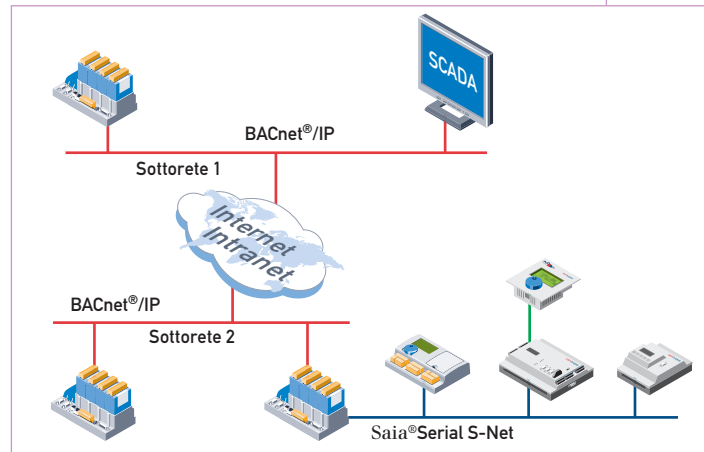 SCADA
BACnet®/IP
Sottorete 1
Internet
Intranet
BACnet®/IP
Sottorete 2
Saia®Serial S-Net